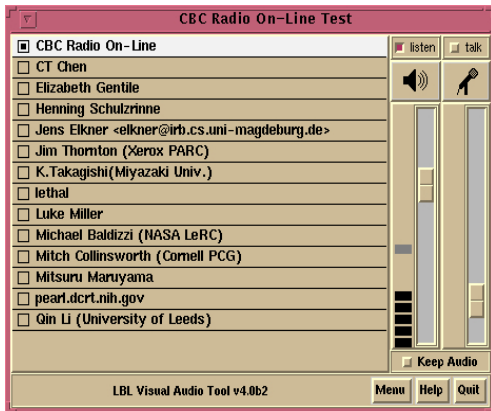 CBC Radio On-Line Test
CBC Radio On-Line
CT Chen
Elizabeth Gentile
Henning Schulzrinne
Jens Elkner <elkner@irb.cs.uni-magdeburg.de>
Jim Thornton (Xerox PARC)
K.Takagishi(Miyazaki Univ.)
lethal
Luke Miller
Michael Baldizzi (NASA LeRC)
Mitch Collinsworth (Cornell PCG)
Mitsuru Maruyama
pearl.dcrt.nih.gov
Qin Li (University of Leeds)
listen
talk
Keep Audio
LBL Visual Audio Tool v4.0b2
Menu
Help
Quit